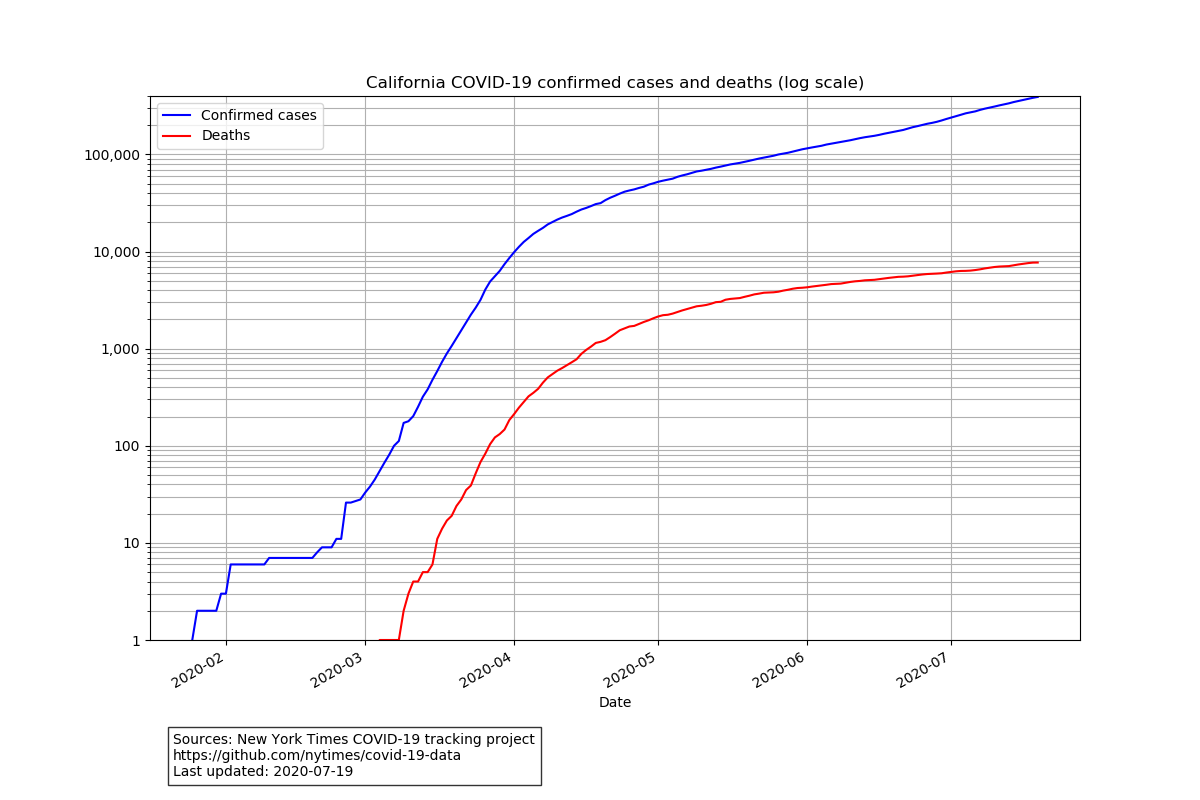 California COVID-19 confirmed cases and deaths (log scale)
Confirmed cases
Deaths
100,000
10,000
1,000
100
10
1
2020-02
2020-03
2020-04
2020-05
2020-06
2020-07
Date
Sources: New York Times COVID-19 tracking project
https://github.com/nytimes/covid-19-data
Last updated: 2020-07-19